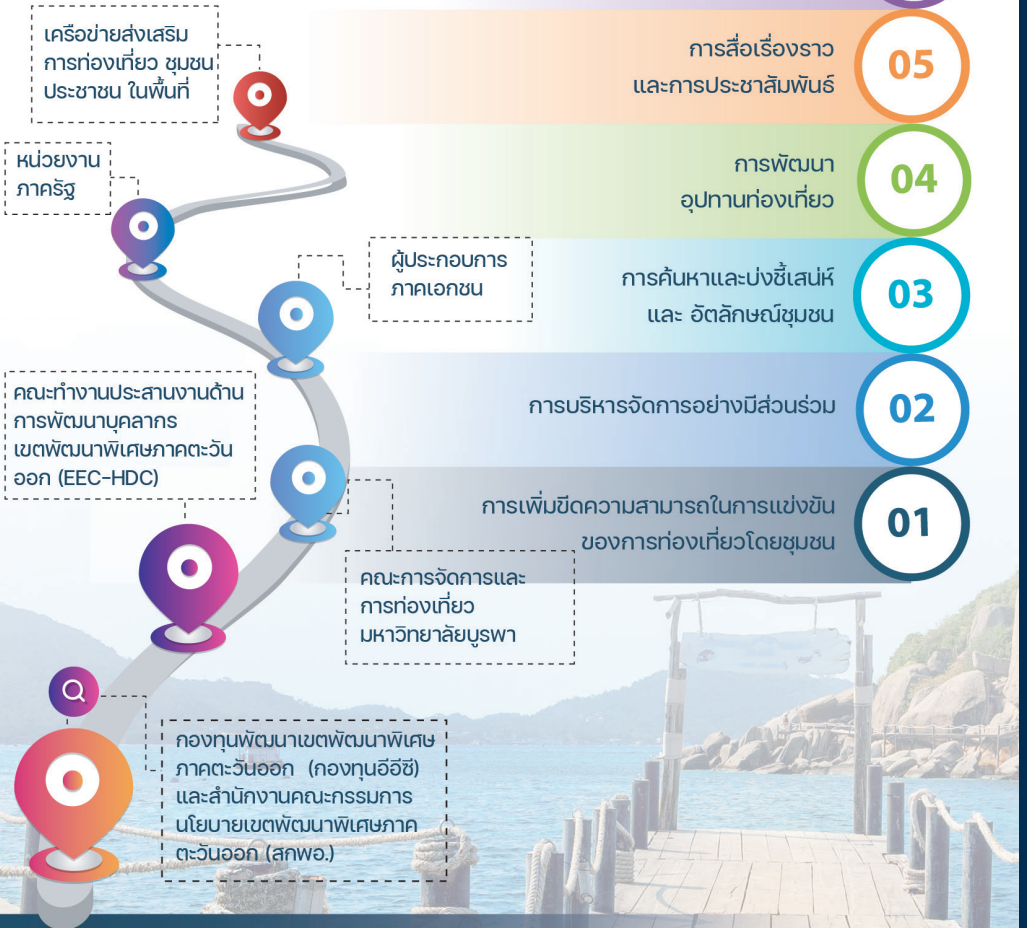 เครือข่ายส่งเสริม
การท่องเที่ยว ชุมชน
ประชาชน ในพื้นที่
หน่วยงาน
ภาครัฐ
ผู้ประกอบการ
ภาคเอกชน
คณะทำงานประสานงานด้าน
การพัฒนาบุคลากร
เขตพัฒนาพิเศษภาคตะวัน
ออก (EEC-HDC)
คณะการจัดการและ
การท่องเที่ยว
มหาวิทยาลัยบูรพา
กองทุนพัฒนาเขตพัฒนาพิเศษ
ภาคตะวันออก (กองทุนอีอีซี)
และสำนักงานคณะกรรมการ
นโยบายเขตพัฒนาพิเศษภาค
ตะวันออก (สกพอ.)
การสื่อเรื่องราว
และการประชาสัมพันธ์
05
การพัฒนา
อุปทานท่องเที่ยว
04
การค้นหาและบ่งชี้เสน่ห์
และ อัตลักษณ์ชุมชน
03
การบริหารจัดการอย่างมีส่วนร่วม
02
การเพิ่มขีดความสามารถในการแข่งขัน
ของการท่องเที่ยวโดยชุมชน
01